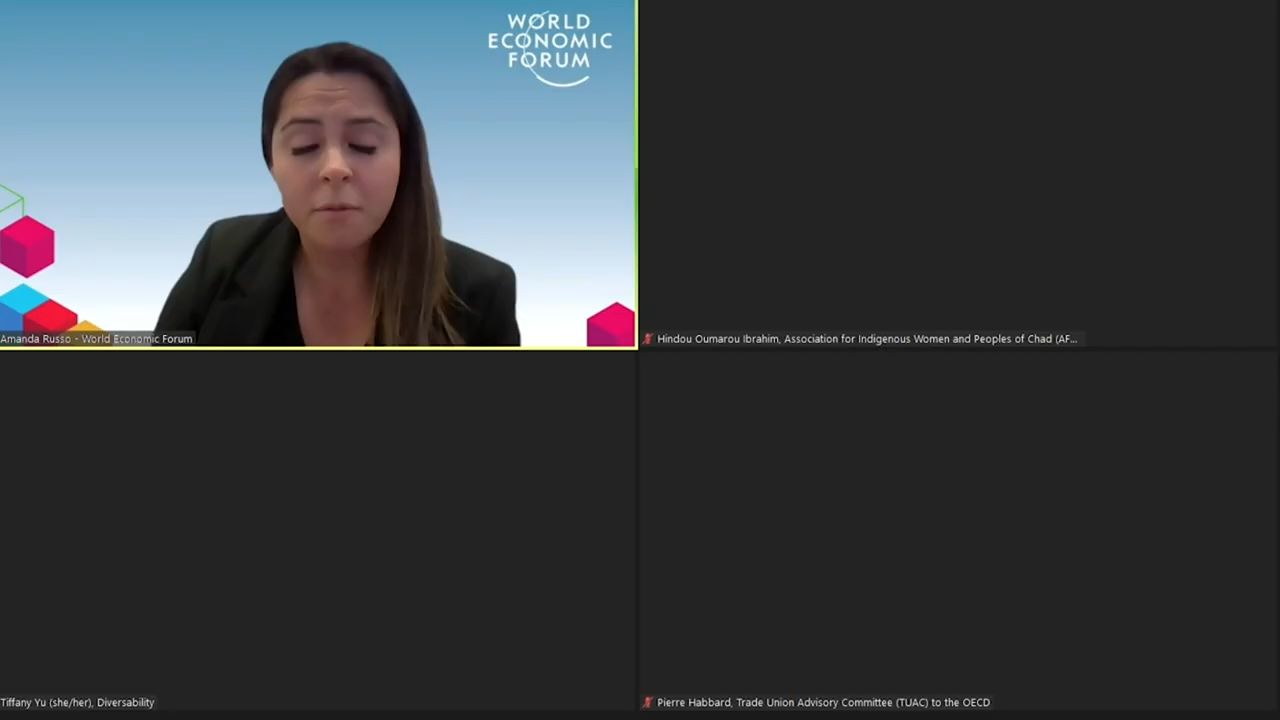 WORLD
ECONOMIC
FORUM
Amanda Russo - World Economic Forum
Hindou Oumarou Ibrahim, Association for Indigenous Women and Peoples of Chad (AF...
Tiffany Yu (she/her), Diversability
Pierre Habbard, Trade Union Advisory Committee (TUAC) to the OECD